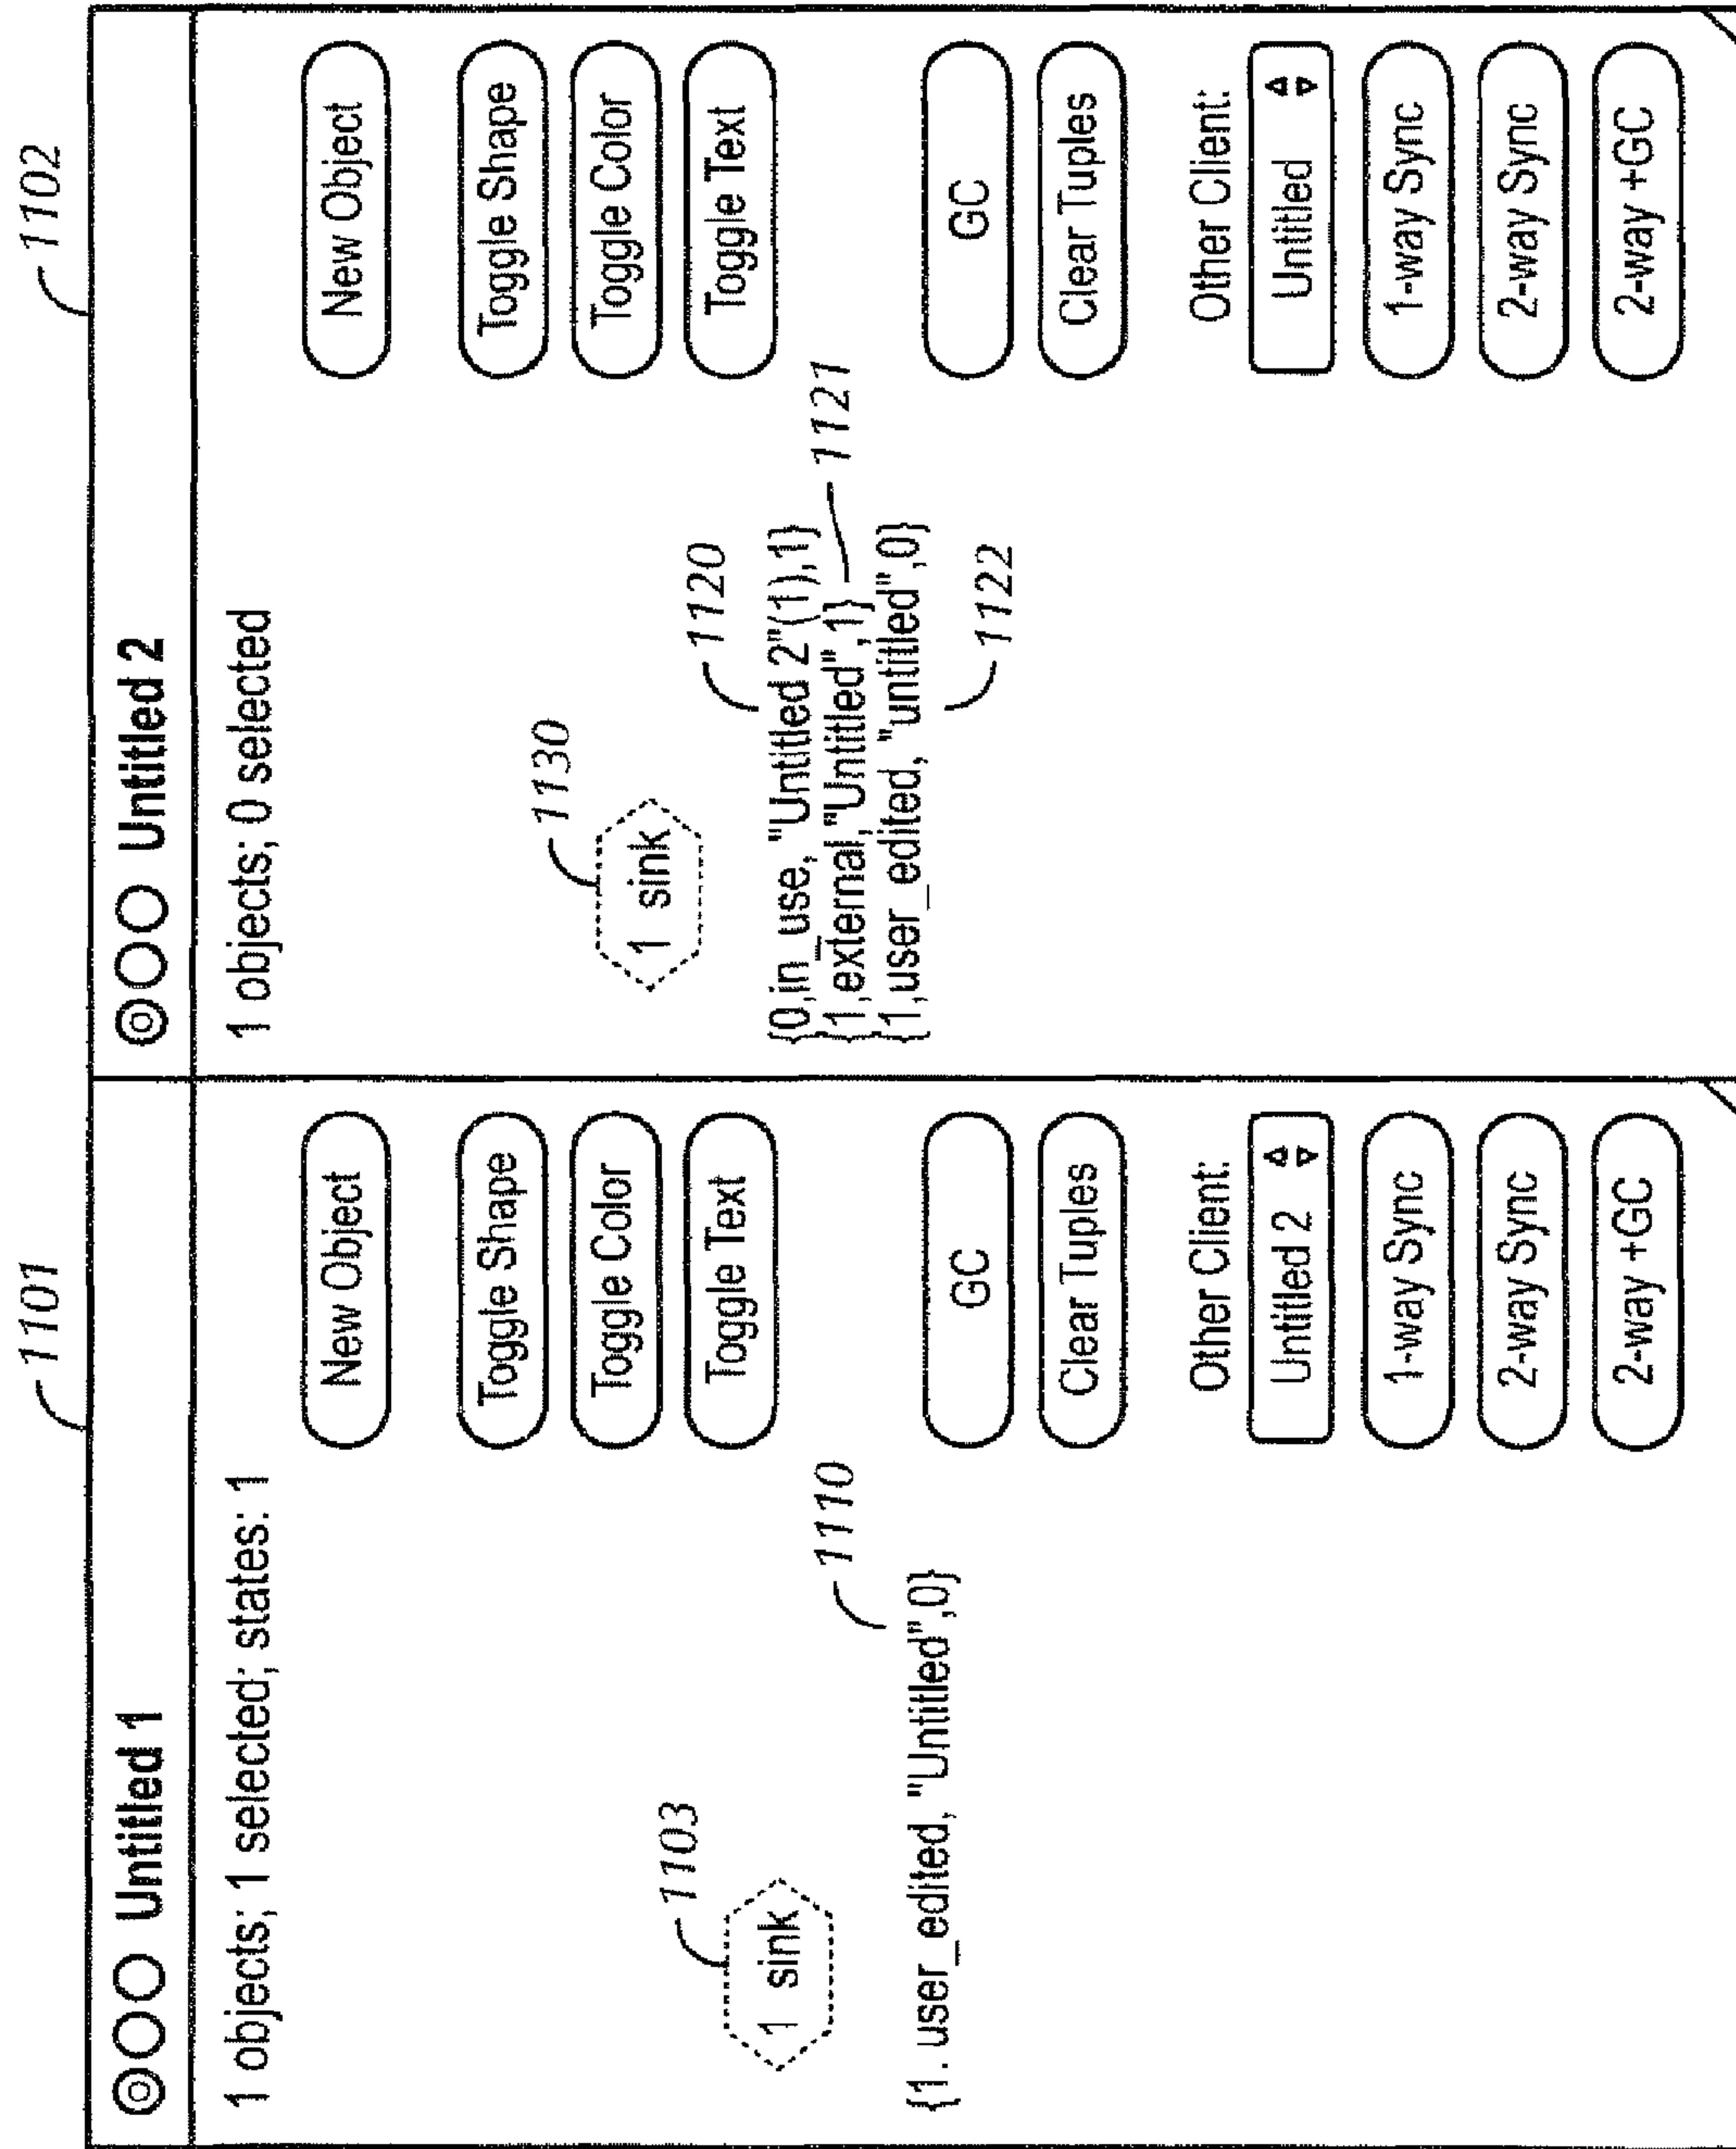 1101
Untitled 1
1 objects; 1 selected; states: 1
New Object
1103
1 sink
Toggle Shape
Toggle Color
Toggle Text
1110
{1. user_edited, "Untitled",0}
GC
Clear Tuples
Other Client:
Untitled 2
1-way Sync
2-way Sync
2-way +GC
1102
Untitled 2
1 objects; 0 selected
New Object
1130
1 sink
Toggle Shape
Toggle Color
Toggle Text
1120
{0,in_use, "Untitled 2"(1),1}
{1,external,"Untitled",1}
1121
{1,user_edited, "untitled",0}
1122
GC
Clear Tuples
Other Client:
Untitled
1-way Sync
2-way Sync
2-way +GC